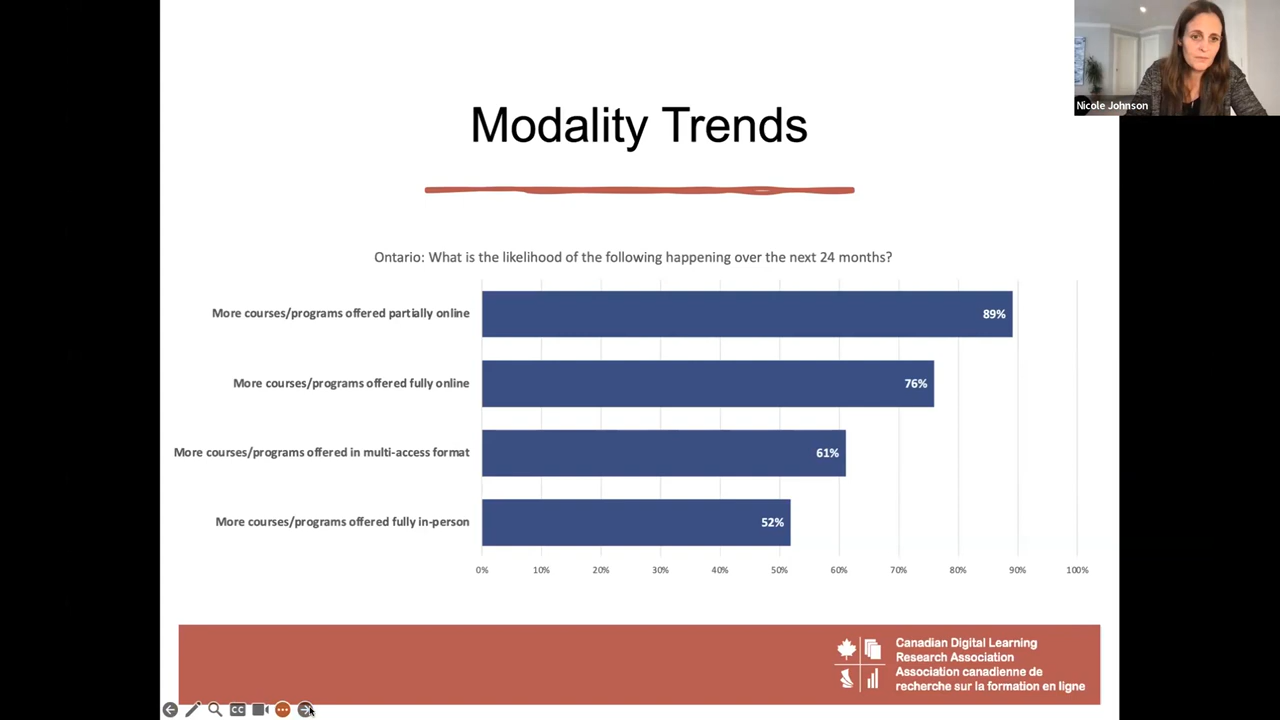 Nicole Johnson
Modality Trends
Ontario: What is the likelihood of the following happening over the next 24 months?
More courses/programs offered partially online
89%
More courses/programs offered fully online
76%
More courses/programs offered in multi-access format
61%
More courses/programs offered fully in-person
52%
0% 10% 20% 30% 40% 50% 60% 70% 80% 90% 100%
Canadian Digital Learning
Research Association
Association canadienne de
recherche sur la formation en ligne
CC